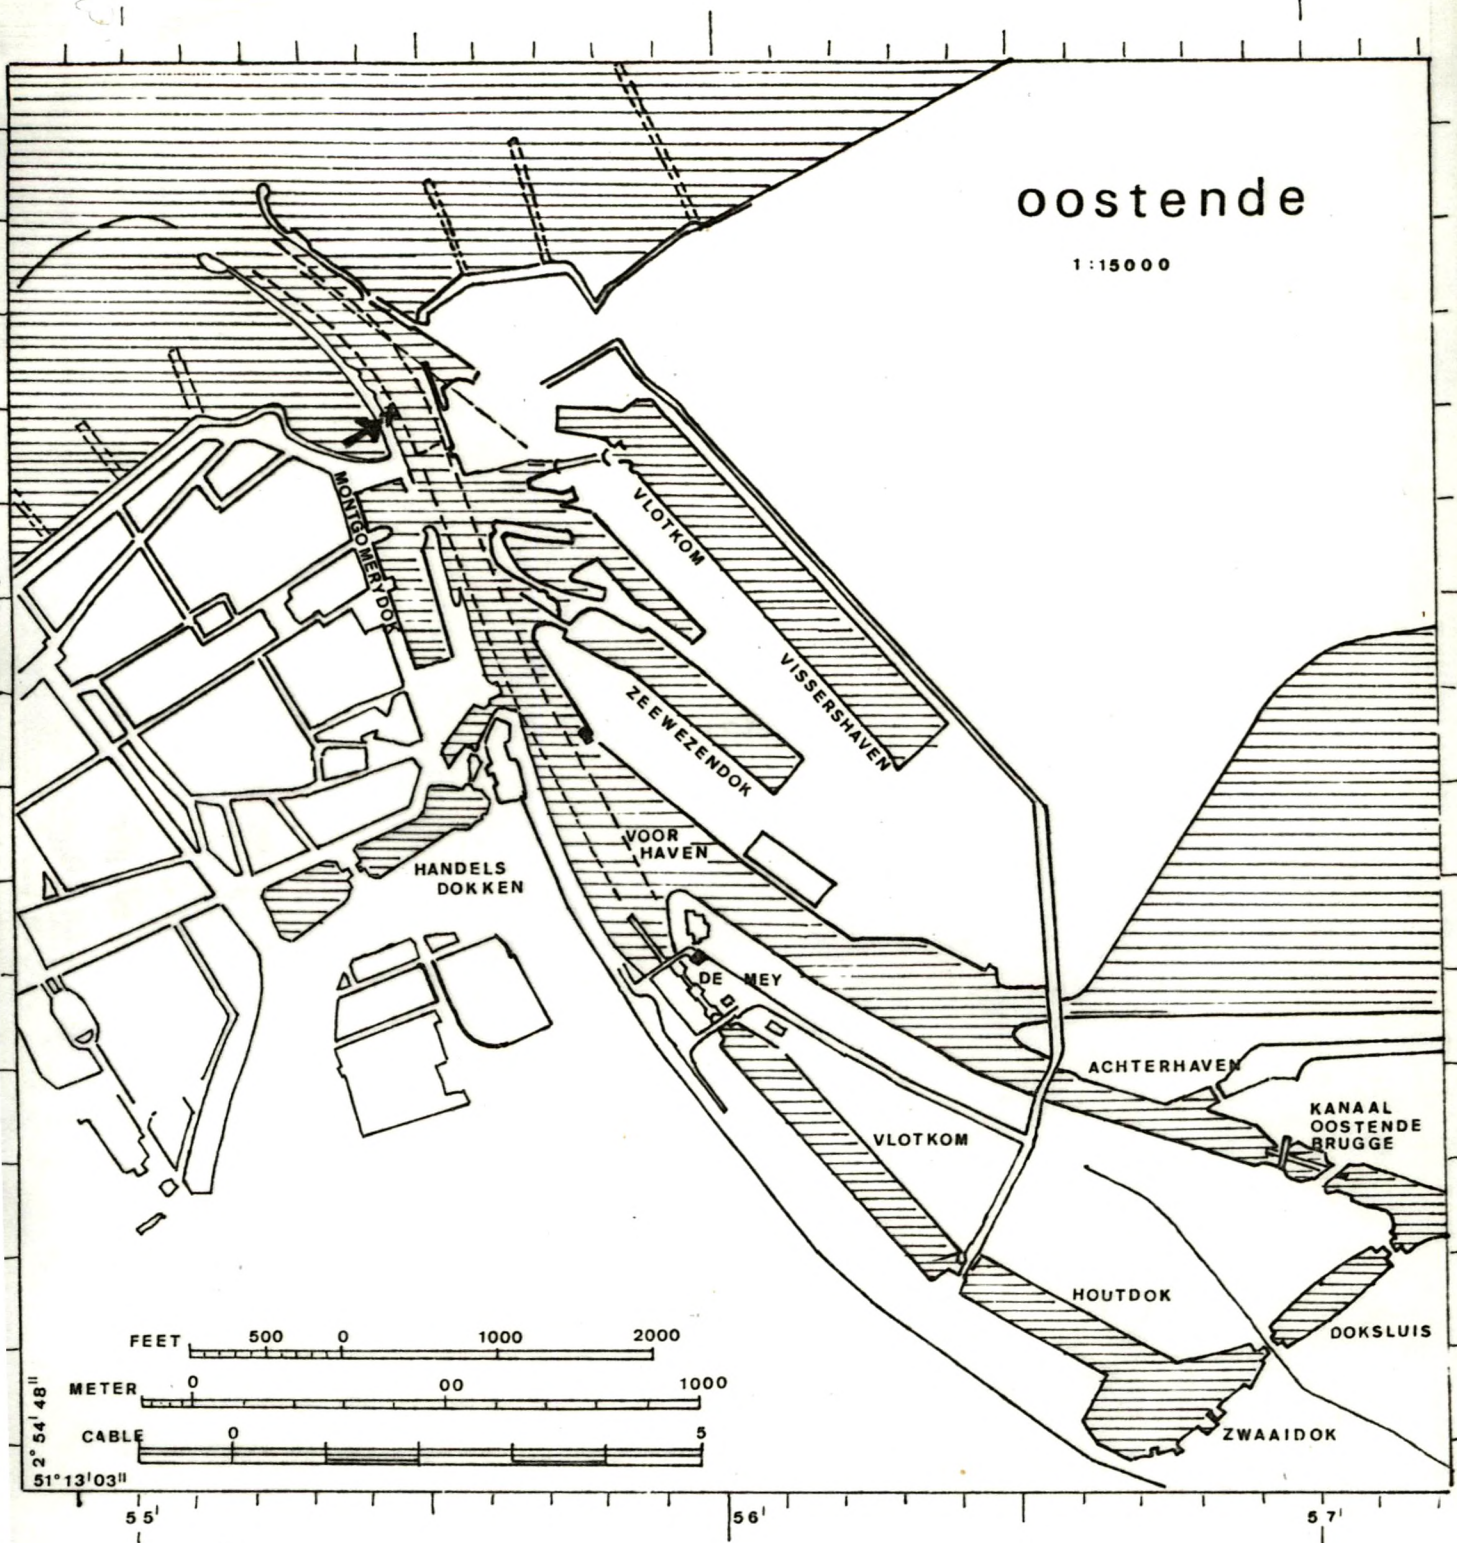 oostende
1:15000
MONTGOMERYDOK
VLOTKOM
VISSERSHAVEN
ZEEWEZENDOK
VOOR
HAVEN
HANDELS
DOKKEN
DE MEY
ACHTERHAVEN
KANAAL
OOSTENDE
BRUGGE
VLOTKOM
HOUTDOK
DOKSLUIS
ZWAAIDOK
FEET 500 0 1000 2000
METER 0 00 1000
CABLE 0 5
2° 54' 48"
51° 13' 03"
55' 56' 57'